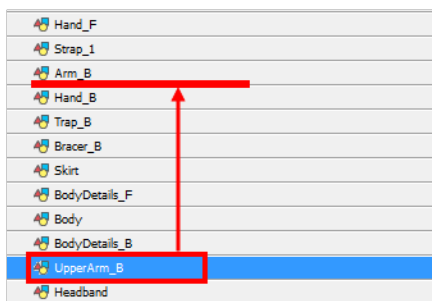 Hand_F
Strap_1
Arm_B
Hand_B
Trap_B
Bracer_B
Skirt
BodyDetails_F
Body
BodyDetails_B
UpperArm_B
Headband